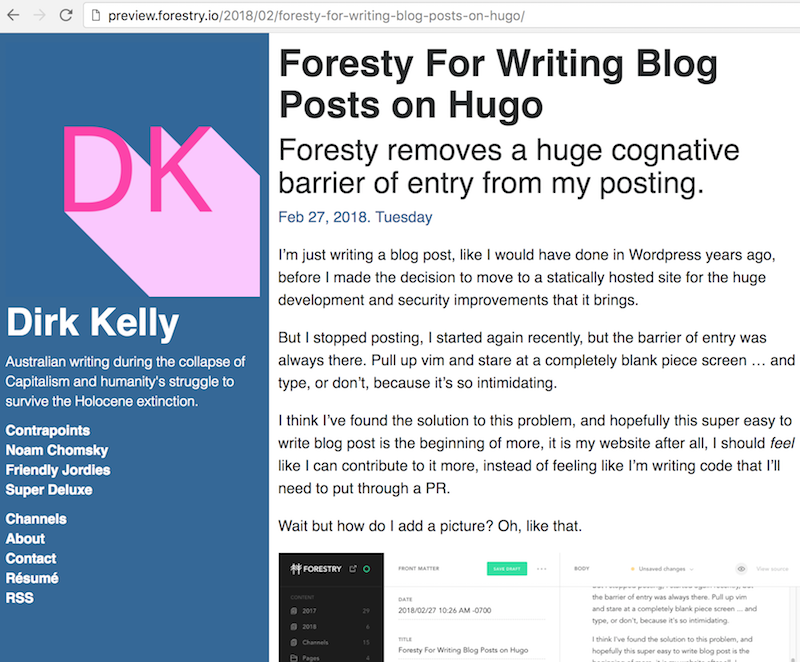 preview.forestry.io/2018/02/foresty-for-writing-blog-posts-on-hugo/
DK
Dirk Kelly
Australian writing during the collapse of
Capitalism and humanity's struggle to
survive the Holocene extinction.
Contrapoints
Noam Chomsky
Friendly Jordies
Super Deluxe
Channels
About
Contact
Résumé
RSS
Foresty For Writing Blog
Posts on Hugo
Foresty removes a huge cognative
barrier of entry from my posting.
Feb 27, 2018. Tuesday
I’m just writing a blog post, like I would have done in Wordpress years ago,
before I made the decision to move to a statically hosted site for the huge
development and security improvements that it brings.
But I stopped posting, I started again recently, but the barrier of entry was
always there. Pull up vim and stare at a completely blank piece screen … and
type, or don’t, because it’s so intimidating.
I think I’ve found the solution to this problem, and hopefully this super easy to
write blog post is the beginning of more, it is my website after all, I should feel
like I can contribute to it more, instead of feeling like I’m writing code that I’ll
need to put through a PR.
Wait but how do I add a picture? Oh, like that.
FORESTRY
CONTENT
2017 29
2018 6
Channels 15
Pages 4
FRONT MATTER
SAVE DRAFT
DATE
2018/02/27 10:26 AM -0700
TITLE
Foresty For Writing Blog Posts on Hugo
BODY
Unsaved changes
View source
But I stopped posting, I started again recently, but
the barrier of entry was always there. Pull up vim
and stare at a completely blank piece screen ... and
type, or don't, because it's so intimidating.
I think I've found the solution to this problem, and
hopefully this super easy to write blog post is the